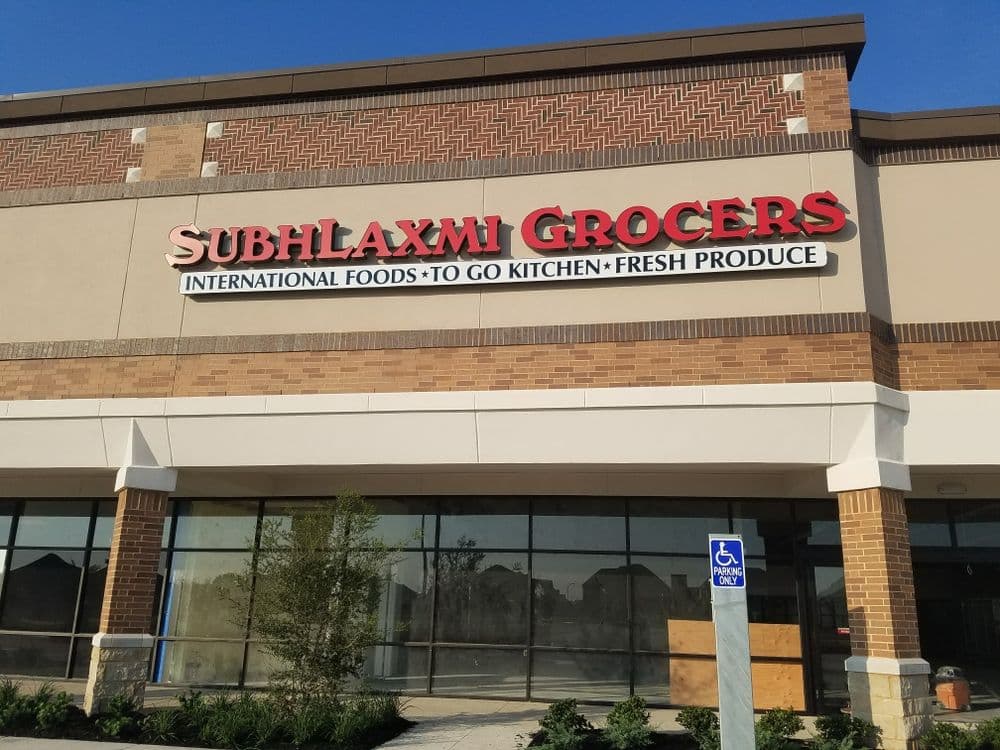 SUBHLAXMI GROCERS
INTERNATIONAL FOODS★TO GO KITCHEN★FRESH PRODUCE
PARKING
ONLY